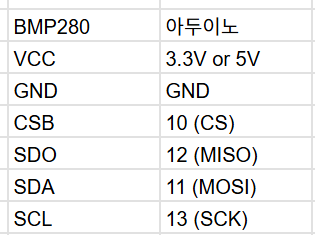 BMP280 아두이노
VCC 3.3V or 5V
GND GND
CSB 10 (CS)
SDO 12 (MISO)
SDA 11 (MOSI)
SCL 13 (SCK)